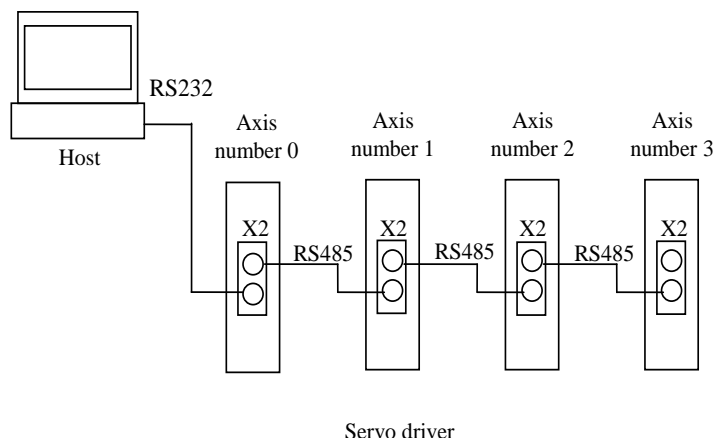 RS232
Host
Axis
number 0
Axis
number 1
Axis
number 2
Axis
number 3
X2
X2
X2
X2
RS485
RS485
RS485
Servo driver